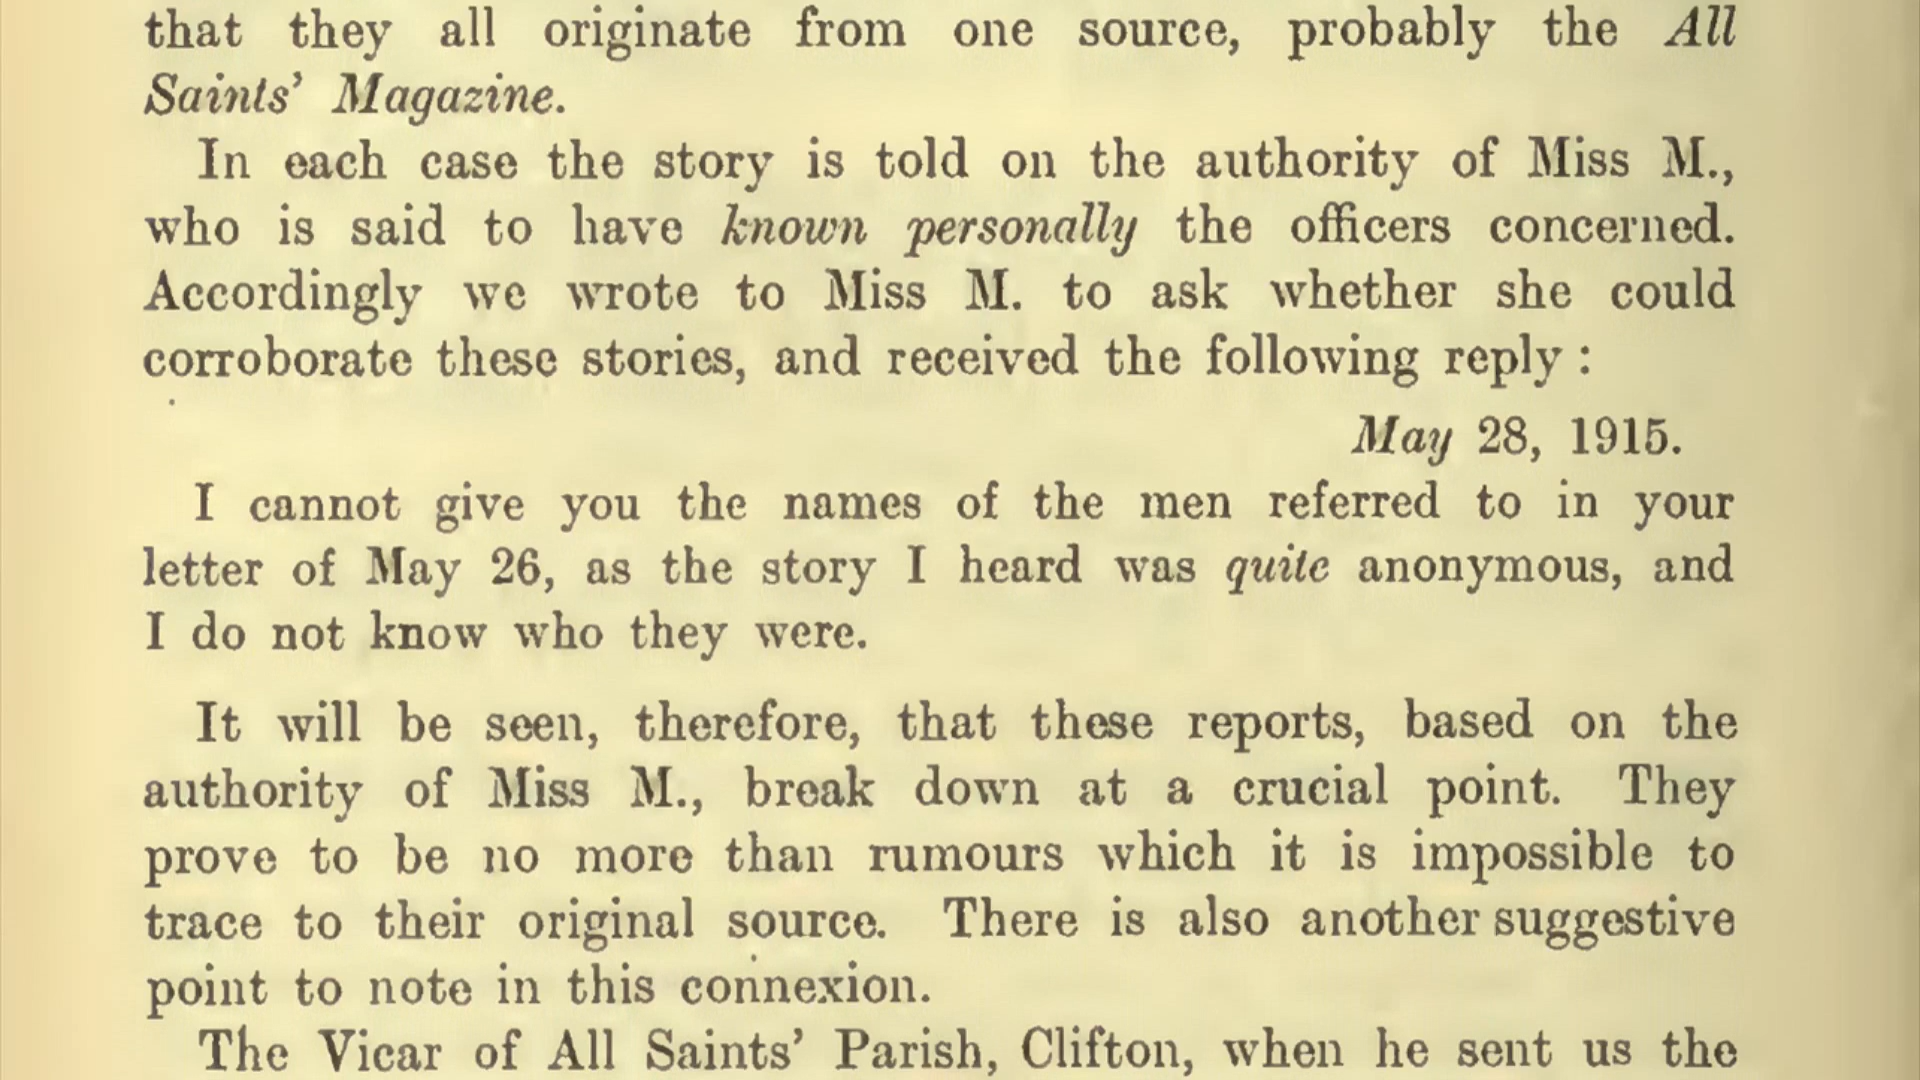 that they all originate from one source, probably the All
Saints' Magazine.
In each case the story is told on the authority of Miss M.,
who is said to have known personally the officers concerned.
Accordingly we wrote to Miss M. to ask whether she could
corroborate these stories, and received the following reply :
May 28, 1915.
I cannot give you the names of the men referred to in your
letter of May 26, as the story I heard was quite anonymous, and
I do not know who they were.
It will be seen, therefore, that these reports, based on the
authority of Miss M., break down at a crucial point. They
prove to be no more than rumours which it is impossible to
trace to their original source. There is also another suggestive
point to note in this connexion.
The Vicar of All Saints' Parish, Clifton, when he sent us the